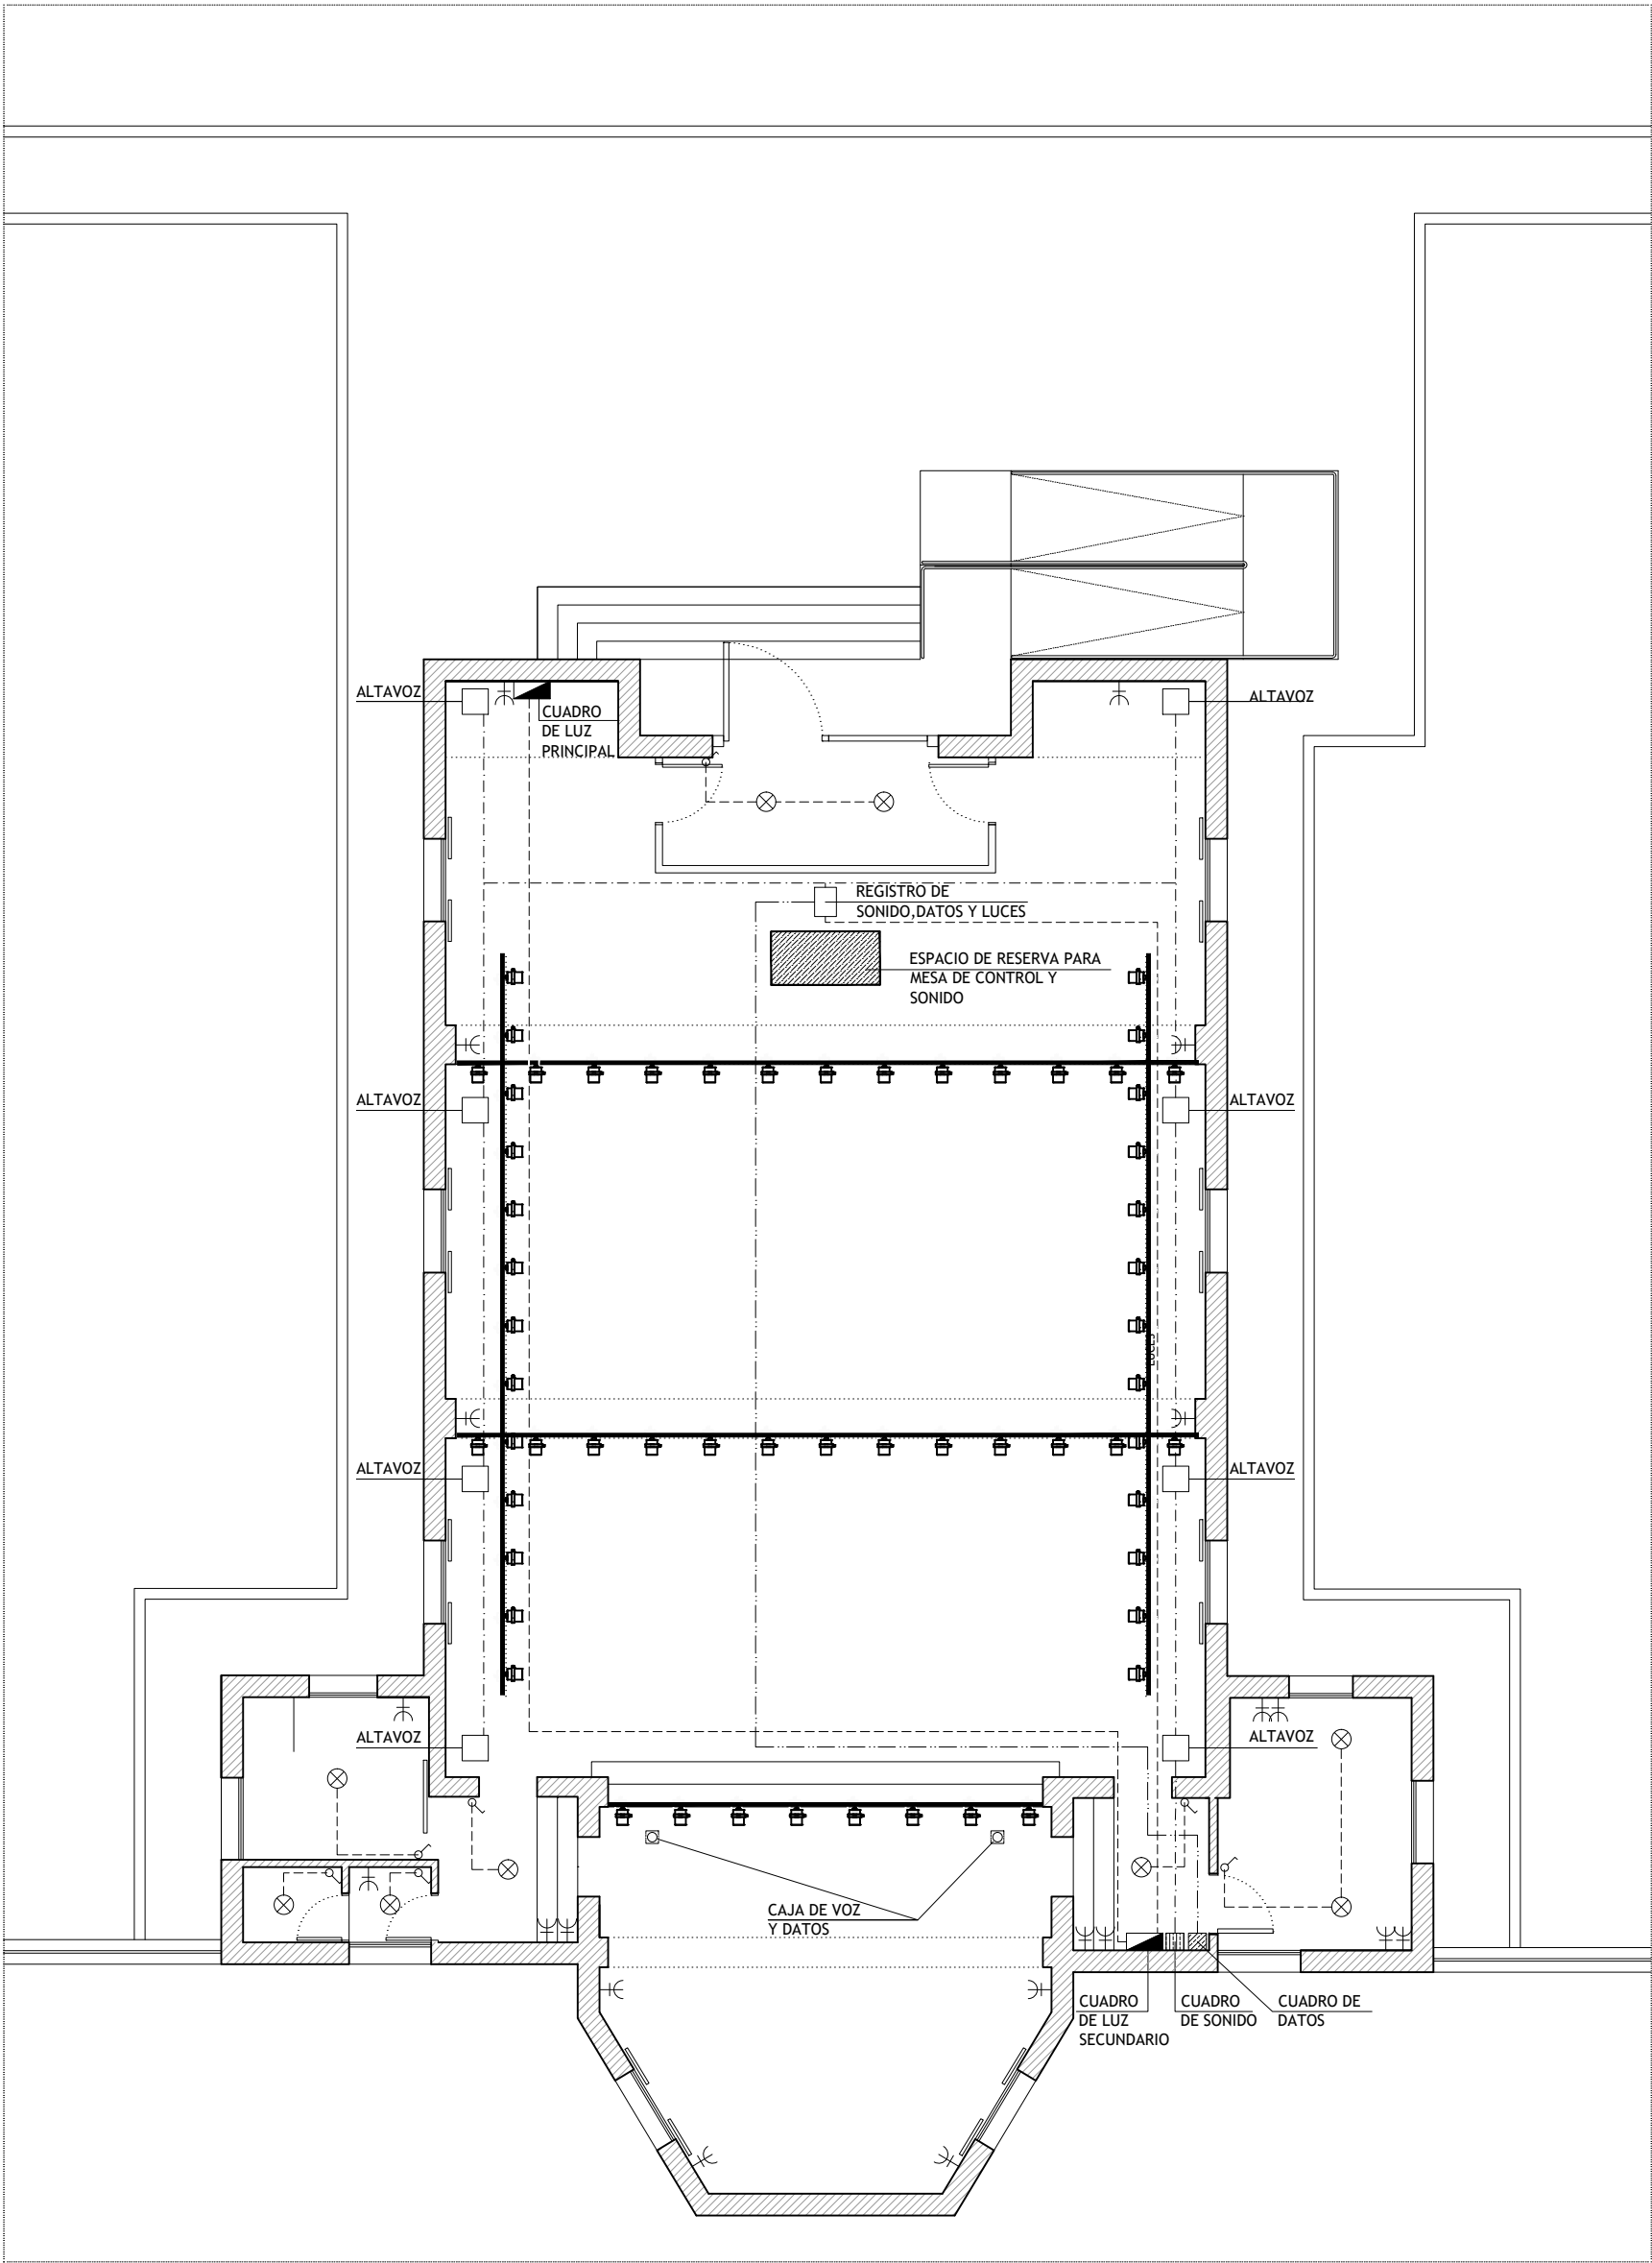 ALTAVOZ
ALTAVOZ
CUADRO
DE LUZ
PRINCIPAL
REGISTRO DE
SONIDO,DATOS Y LUCES
ESPACIO DE RESERVA PARA
MESA DE CONTROL Y
SONIDO
ALTAVOZ
ALTAVOZ
LUCES
ALTAVOZ
ALTAVOZ
ALTAVOZ
ALTAVOZ
CAJA DE VOZ
Y DATOS
CUADRO
DE LUZ
SECUNDARIO
CUADRO
DE SONIDO
CUADRO DE
DATOS